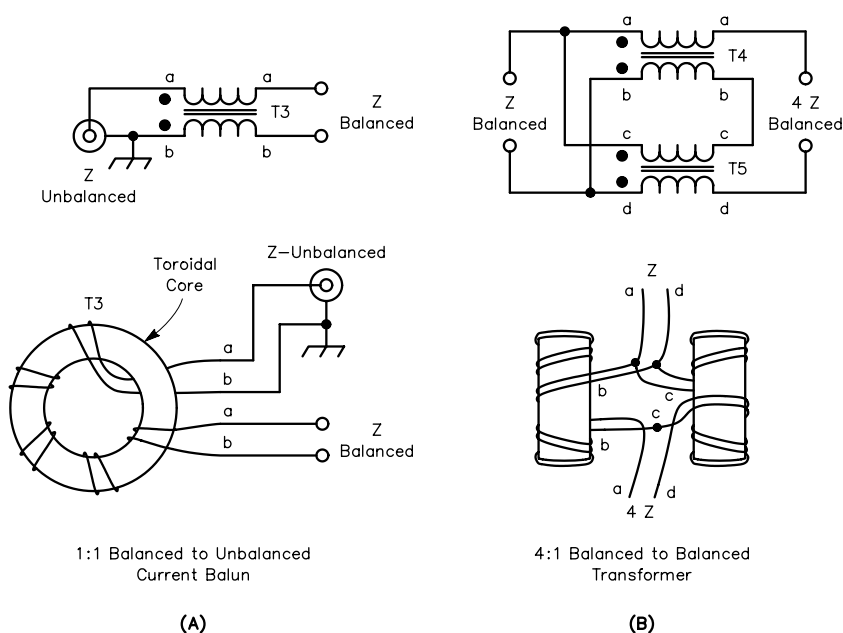 a a
T3
b b
Z
Unbalanced
Z
Balanced
a a
T4
b b
Z
Balanced
4 Z
Balanced
c c
T5
d d
Toroidal
Core
T3
Z-Unbalanced
a
b
a
b
Z
Balanced
1:1 Balanced to Unbalanced
Current Balun
(A)
Z
a d
b
c
c
b
a d
4 Z
4:1 Balanced to Balanced
Transformer
(B)